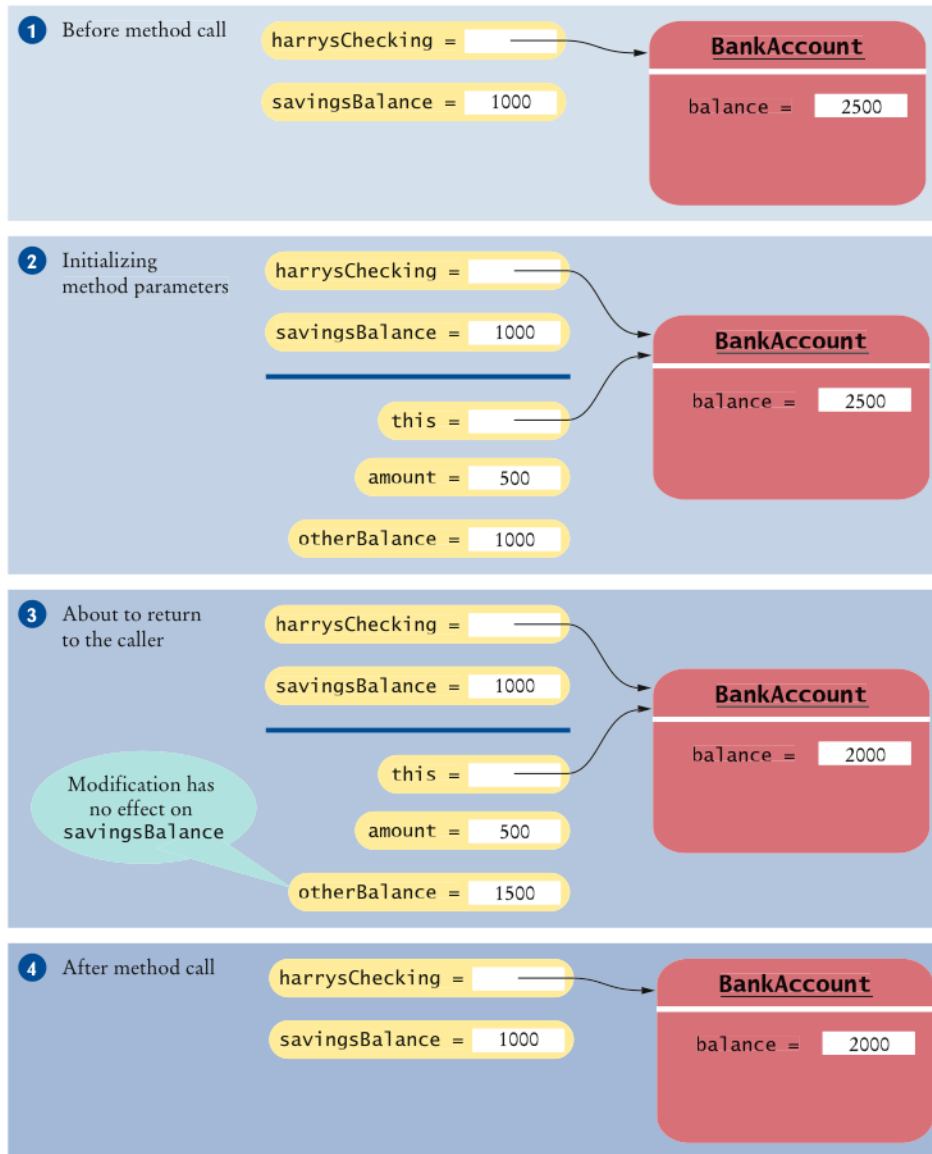 1 Before method call
harrysChecking =
savingsBalance = 1000
BankAccount
balance = 2500
2 Initializing
method parameters
harrysChecking =
savingsBalance = 1000
this =
amount = 500
otherBalance = 1000
BankAccount
balance = 2500
3 About to return
to the caller
harrysChecking =
savingsBalance = 1000
this =
amount = 500
otherBalance = 1500
Modification has
no effect on
savingsBalance
BankAccount
balance = 2000
4 After method call
harrysChecking =
savingsBalance = 1000
BankAccount
balance = 2000